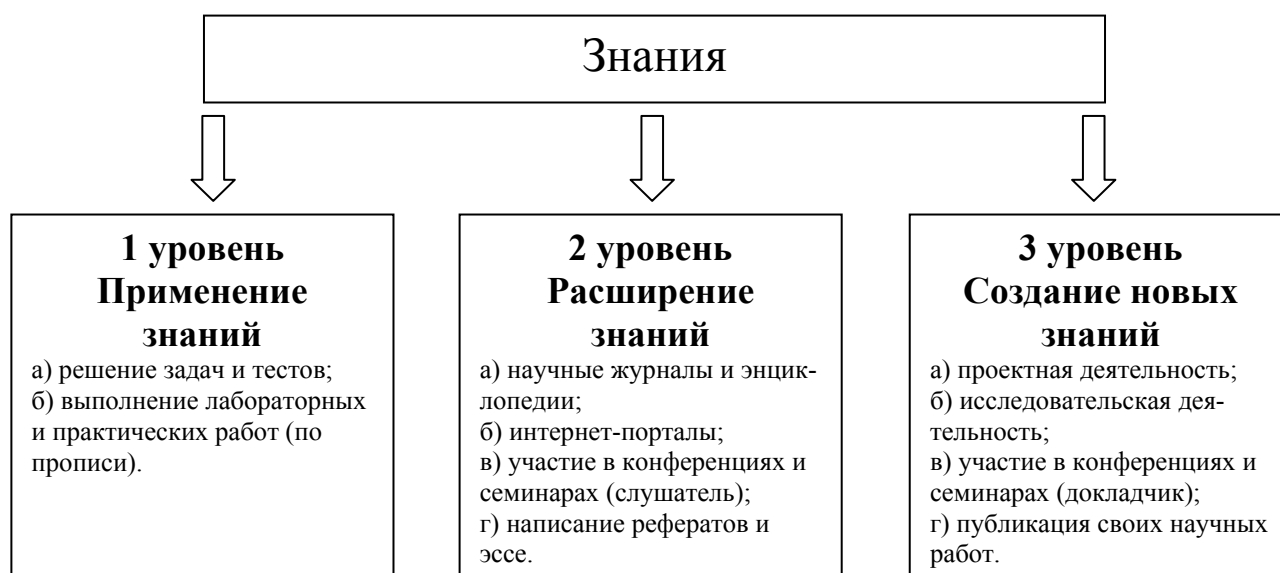 Знания
1 уровень
Применение
знаний
а) решение задач и тестов;
б) выполнение лабораторных
и практических работ (по
прописи).
2 уровень
Расширение
знаний
а) научные журналы и энцик-
лопедии;
б) интернет-порталы;
в) участие в конференциях и
семинарах (слушатель);
г) написание рефератов и
эссе.
3 уровень
Создание новых
знаний
а) проектная деятельность;
б) исследовательская дея-
тельность;
в) участие в конференциях и
семинарах (докладчик);
г) публикация своих научных
работ.